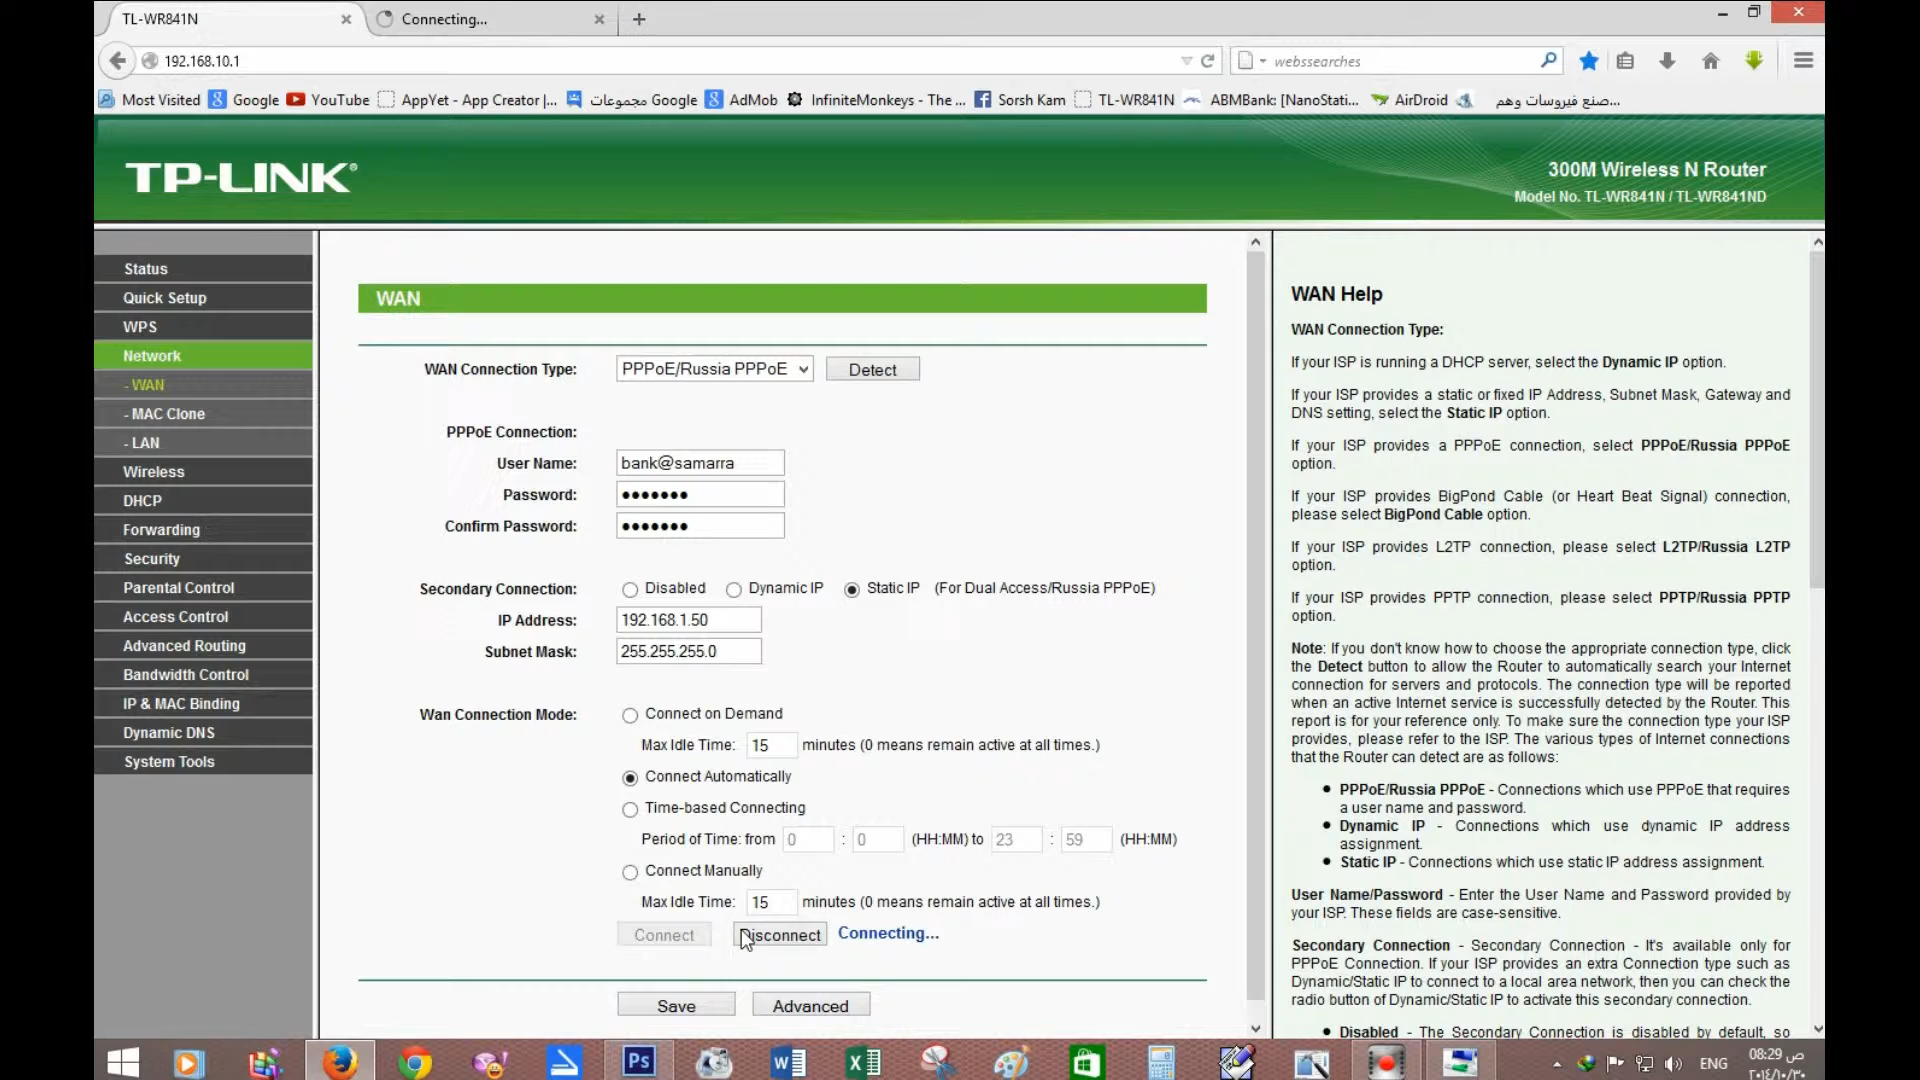 TL-WR841N
Connecting...
192.168.10.1
webssearches
Most Visited Google YouTube AppYet - App Creator |... Google مجموعات AdMob InfiniteMonkeys - The ... Sorsh Kam TL-WR841N ABMBank: [NanoStati... AirDroid صنع فيروسات وهم...
TP-LINK®
300M Wireless N Router
Model No. TL-WR841N / TL-WR841ND
Status
Quick Setup
WPS
Network
- WAN
- MAC Clone
- LAN
Wireless
DHCP
Forwarding
Security
Parental Control
Access Control
Advanced Routing
Bandwidth Control
IP & MAC Binding
Dynamic DNS
System Tools
WAN
WAN Connection Type: PPPoE/Russia PPPoE Detect
PPPoE Connection:
User Name: bank@samarra
Password: •••••••
Confirm Password: •••••••
Secondary Connection: Disabled Dynamic IP Static IP (For Dual Access/Russia PPPoE)
IP Address: 192.168.1.50
Subnet Mask: 255.255.255.0
Wan Connection Mode: Connect on Demand
Max Idle Time: 15 minutes (0 means remain active at all times.)
Connect Automatically
Time-based Connecting
Period of Time: from 0 : 0 (HH:MM) to 23 : 59 (HH:MM)
Connect Manually
Max Idle Time: 15 minutes (0 means remain active at all times.)
Connect Disconnect Connecting...
Save Advanced
WAN Help
WAN Connection Type:
If your ISP is running a DHCP server, select the Dynamic IP option.
If your ISP provides a static or fixed IP Address, Subnet Mask, Gateway and
DNS setting, select the Static IP option.
If your ISP provides a PPPoE connection, select PPPoE/Russia PPPoE
option.
If your ISP provides BigPond Cable (or Heart Beat Signal) connection,
please select BigPond Cable option.
If your ISP provides L2TP connection, please select L2TP/Russia L2TP
option.
If your ISP provides PPTP connection, please select PPTP/Russia PPTP
option.
Note: If you don't know how to choose the appropriate connection type, click
the Detect button to allow the Router to automatically search your Internet
connection for servers and protocols. The connection type will be reported
when an active Internet service is successfully detected by the Router. This
report is for your reference only. To make sure the connection type your ISP
provides, please refer to the ISP. The various types of Internet connections
that the Router can detect are as follows:
• PPPoE/Russia PPPoE - Connections which use PPPoE that requires
a user name and password.
• Dynamic IP - Connections which use dynamic IP address
assignment.
• Static IP - Connections which use static IP address assignment.
User Name/Password - Enter the User Name and Password provided by
your ISP. These fields are case-sensitive.
Secondary Connection - Secondary Connection - It's available only for
PPPoE Connection. If your ISP provides an extra Connection type such as
Dynamic/Static IP to connect to a local area network, then you can check the
radio button of Dynamic/Static IP to activate this secondary connection.
• Disabled - The Secondary Connection is disabled by default, so
Ps
ENG
08:29 ص
٢٠١٤/١٠/٣٠